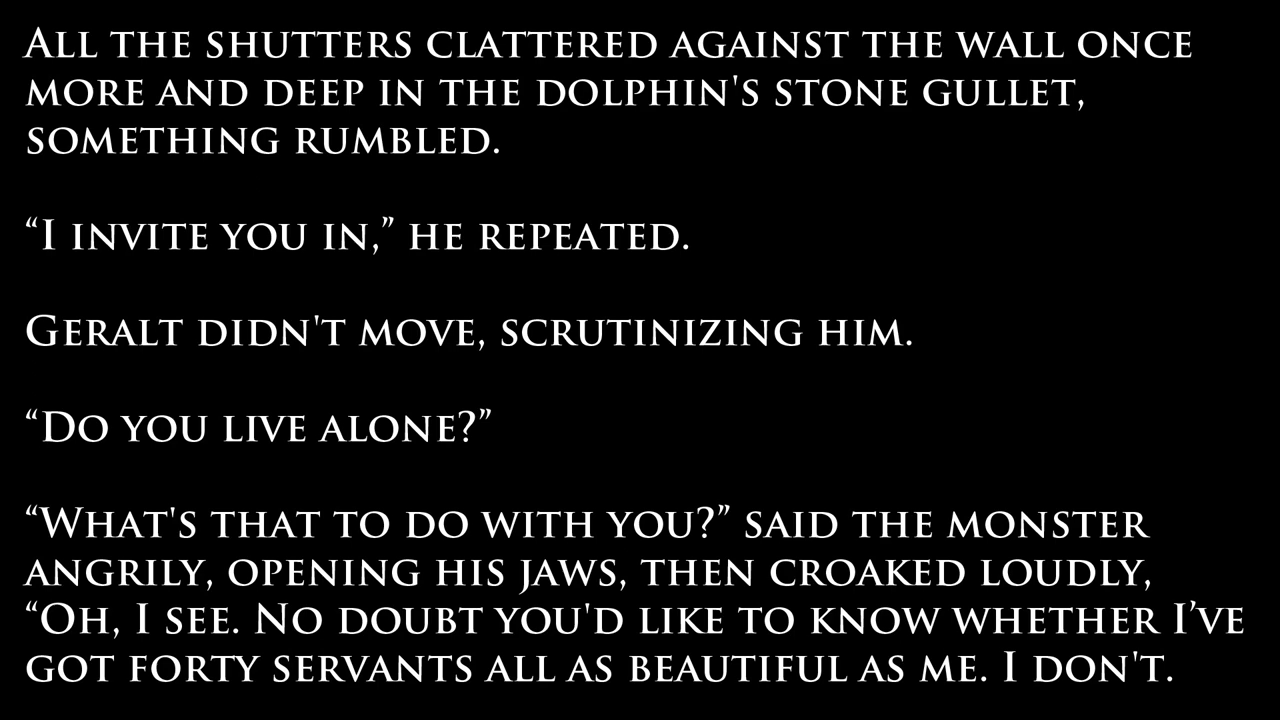 All the shutters clattered against the wall once
more and deep in the dolphin's stone gullet,
something rumbled.
“I invite you in,” he repeated.
Geralt didn't move, scrutinizing him.
“Do you live alone?”
“What's that to do with you?” said the monster
angrily, opening his jaws, then croaked loudly,
“Oh, I see. No doubt you'd like to know whether I’ve
got forty servants all as beautiful as me. I don't.